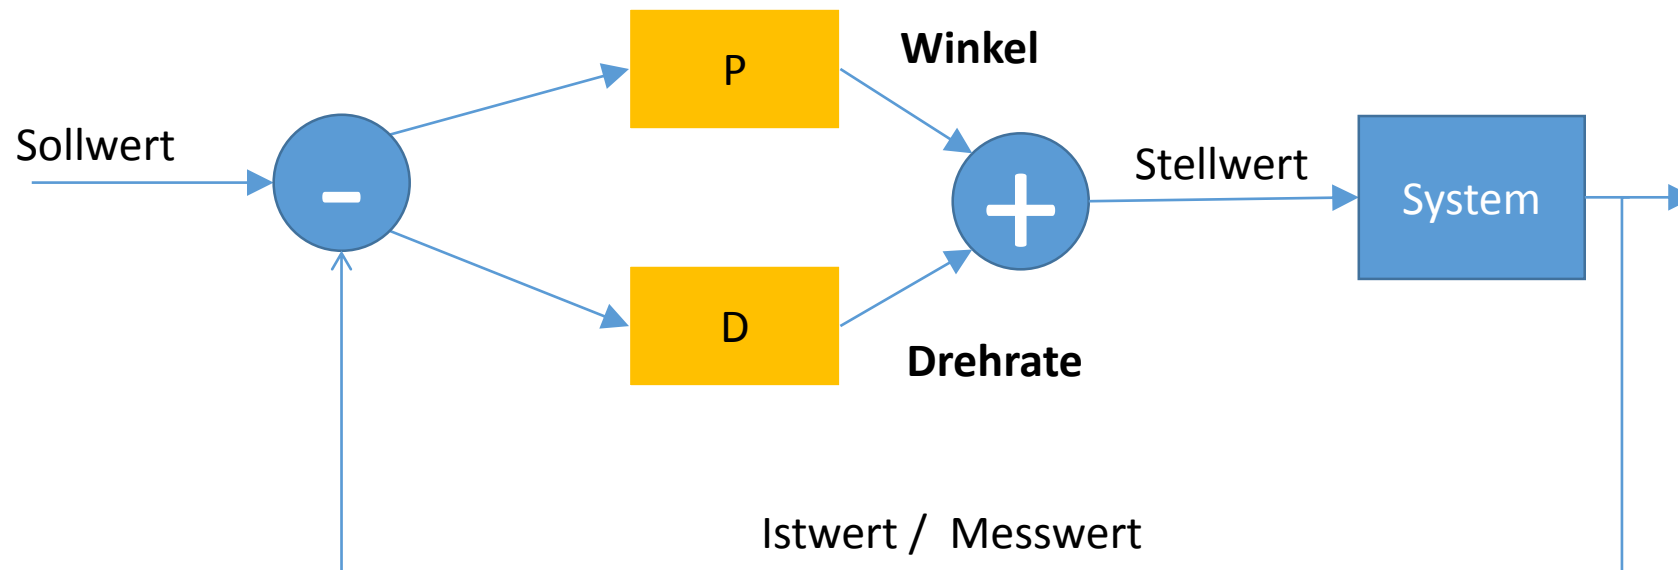 Winkel
P
Sollwert
-
+
Stellwert
System
D
Drehrate
Istwert / Messwert